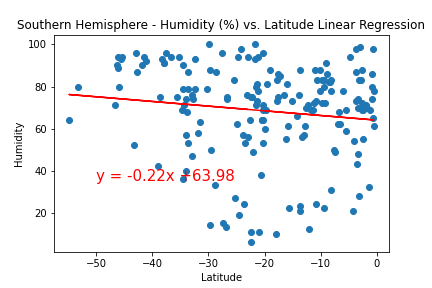 Southern Hemisphere - Humidity (%) vs. Latitude Linear Regression
100
80
60
40
20
Humidity
y = -0.22x +63.98
−50
−40
−30
−20
−10
0
Latitude